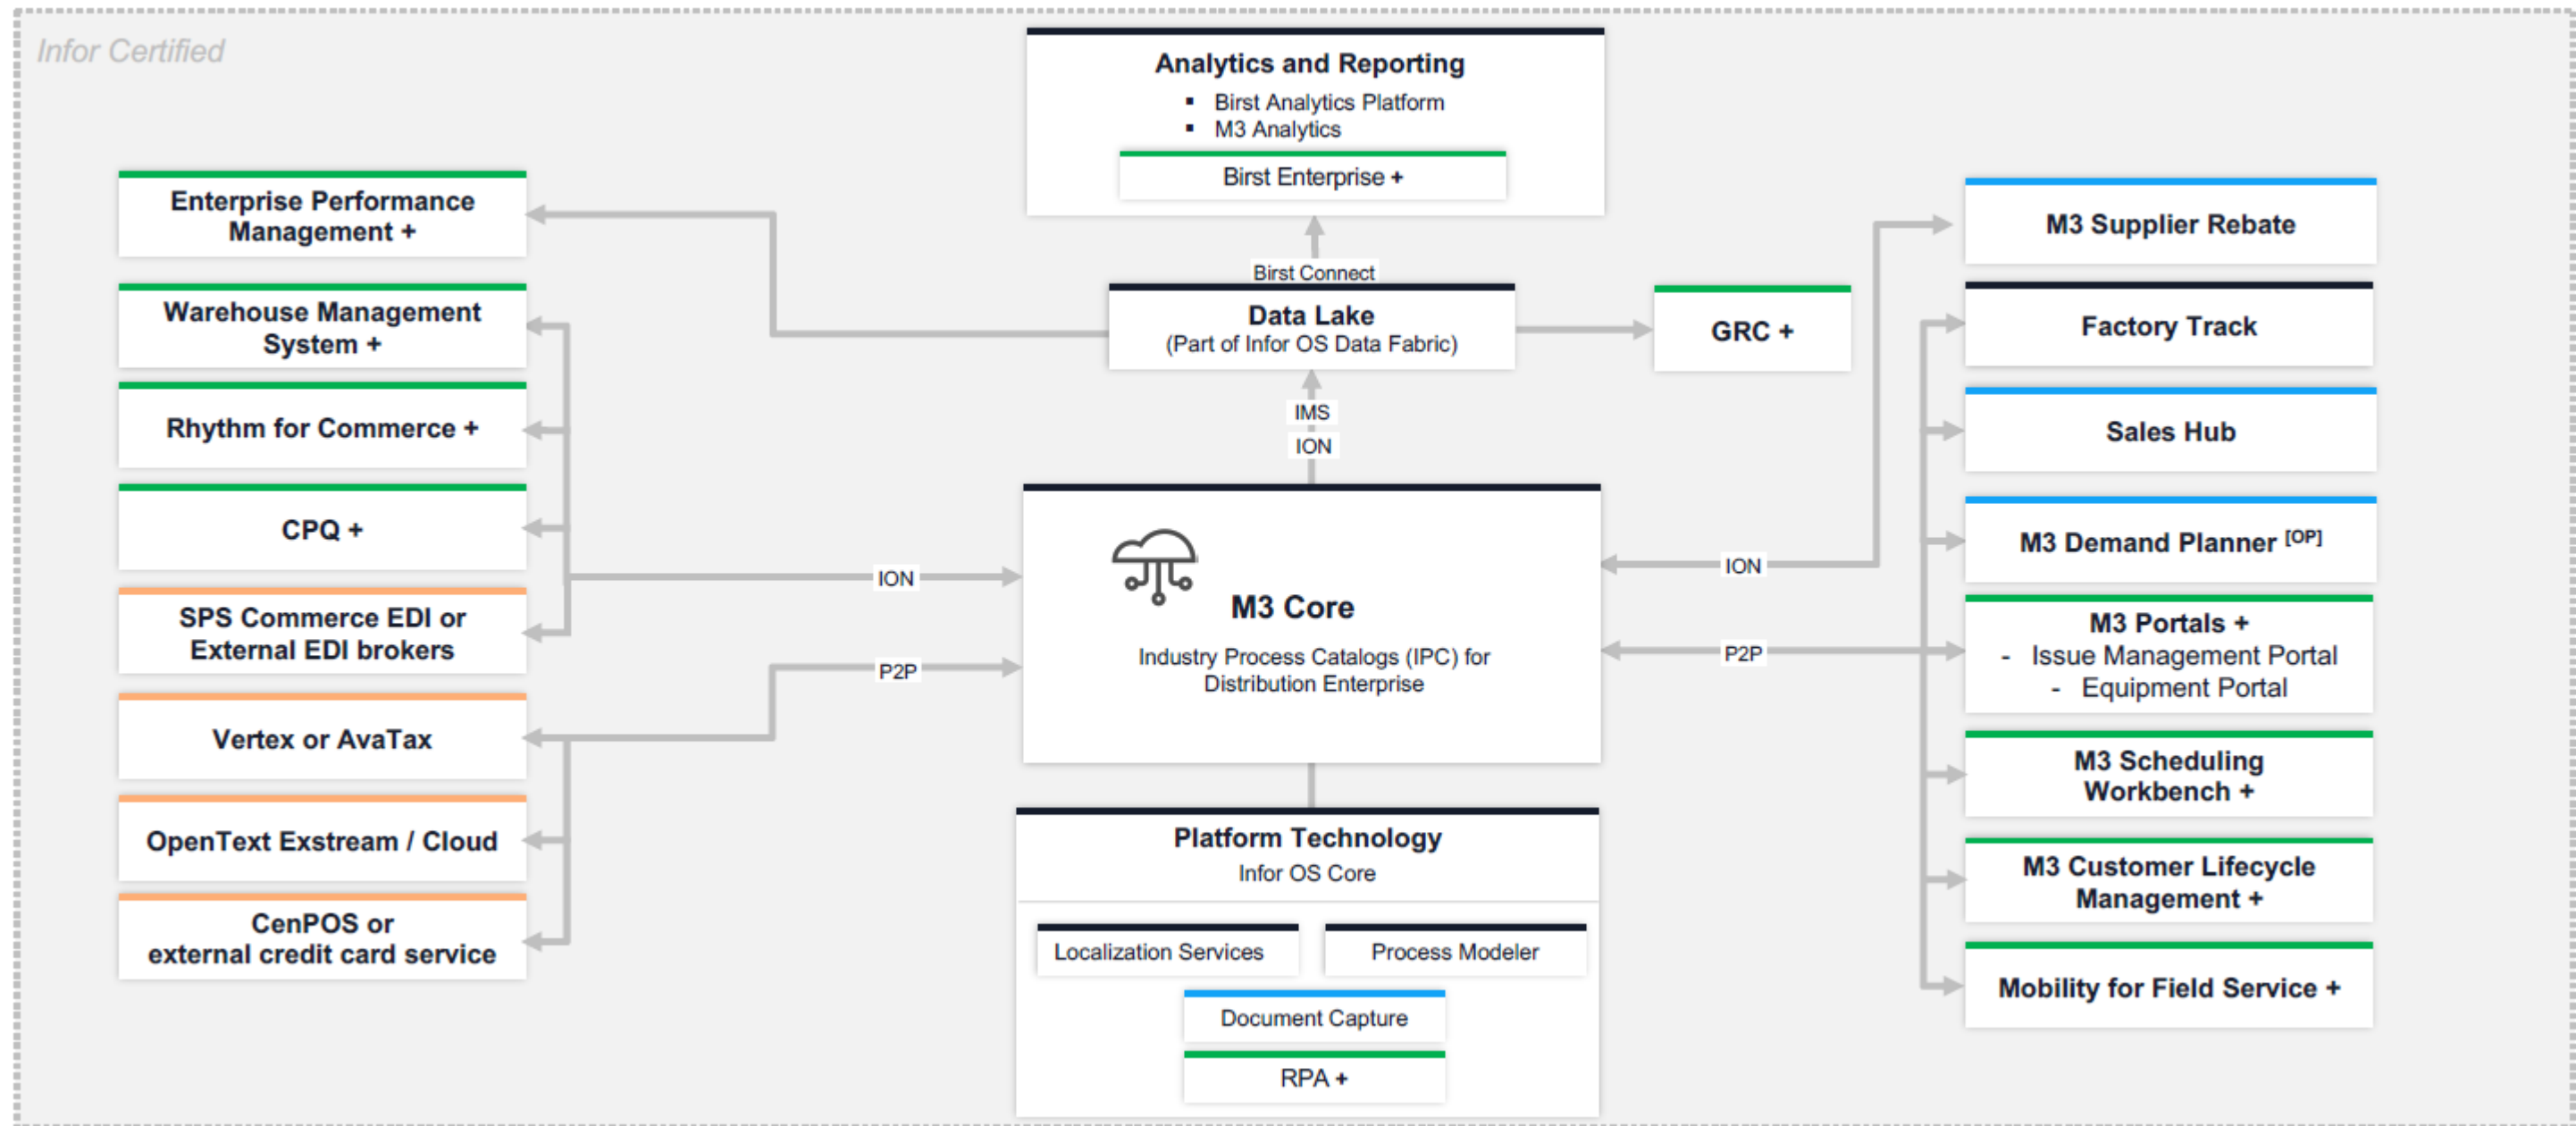 Infor Certified
Analytics and Reporting
▪ Birst Analytics Platform
▪ M3 Analytics
Birst Enterprise +
Enterprise Performance
Management +
Warehouse Management
System +
Rhythm for Commerce +
CPQ +
SPS Commerce EDI or
External EDI brokers
Vertex or AvaTax
OpenText Exstream / Cloud
CenPOS or
external credit card service
Birst Connect
Data Lake
(Part of Infor OS Data Fabric)
GRC +
IMS
ION
ION
P2P
M3 Core
Industry Process Catalogs (IPC) for
Distribution Enterprise
ION
P2P
Platform Technology
Infor OS Core
Localization Services
Process Modeler
Document Capture
RPA +
M3 Supplier Rebate
Factory Track
Sales Hub
M3 Demand Planner [OP]
M3 Portals +
- Issue Management Portal
- Equipment Portal
M3 Scheduling
Workbench +
M3 Customer Lifecycle
Management +
Mobility for Field Service +